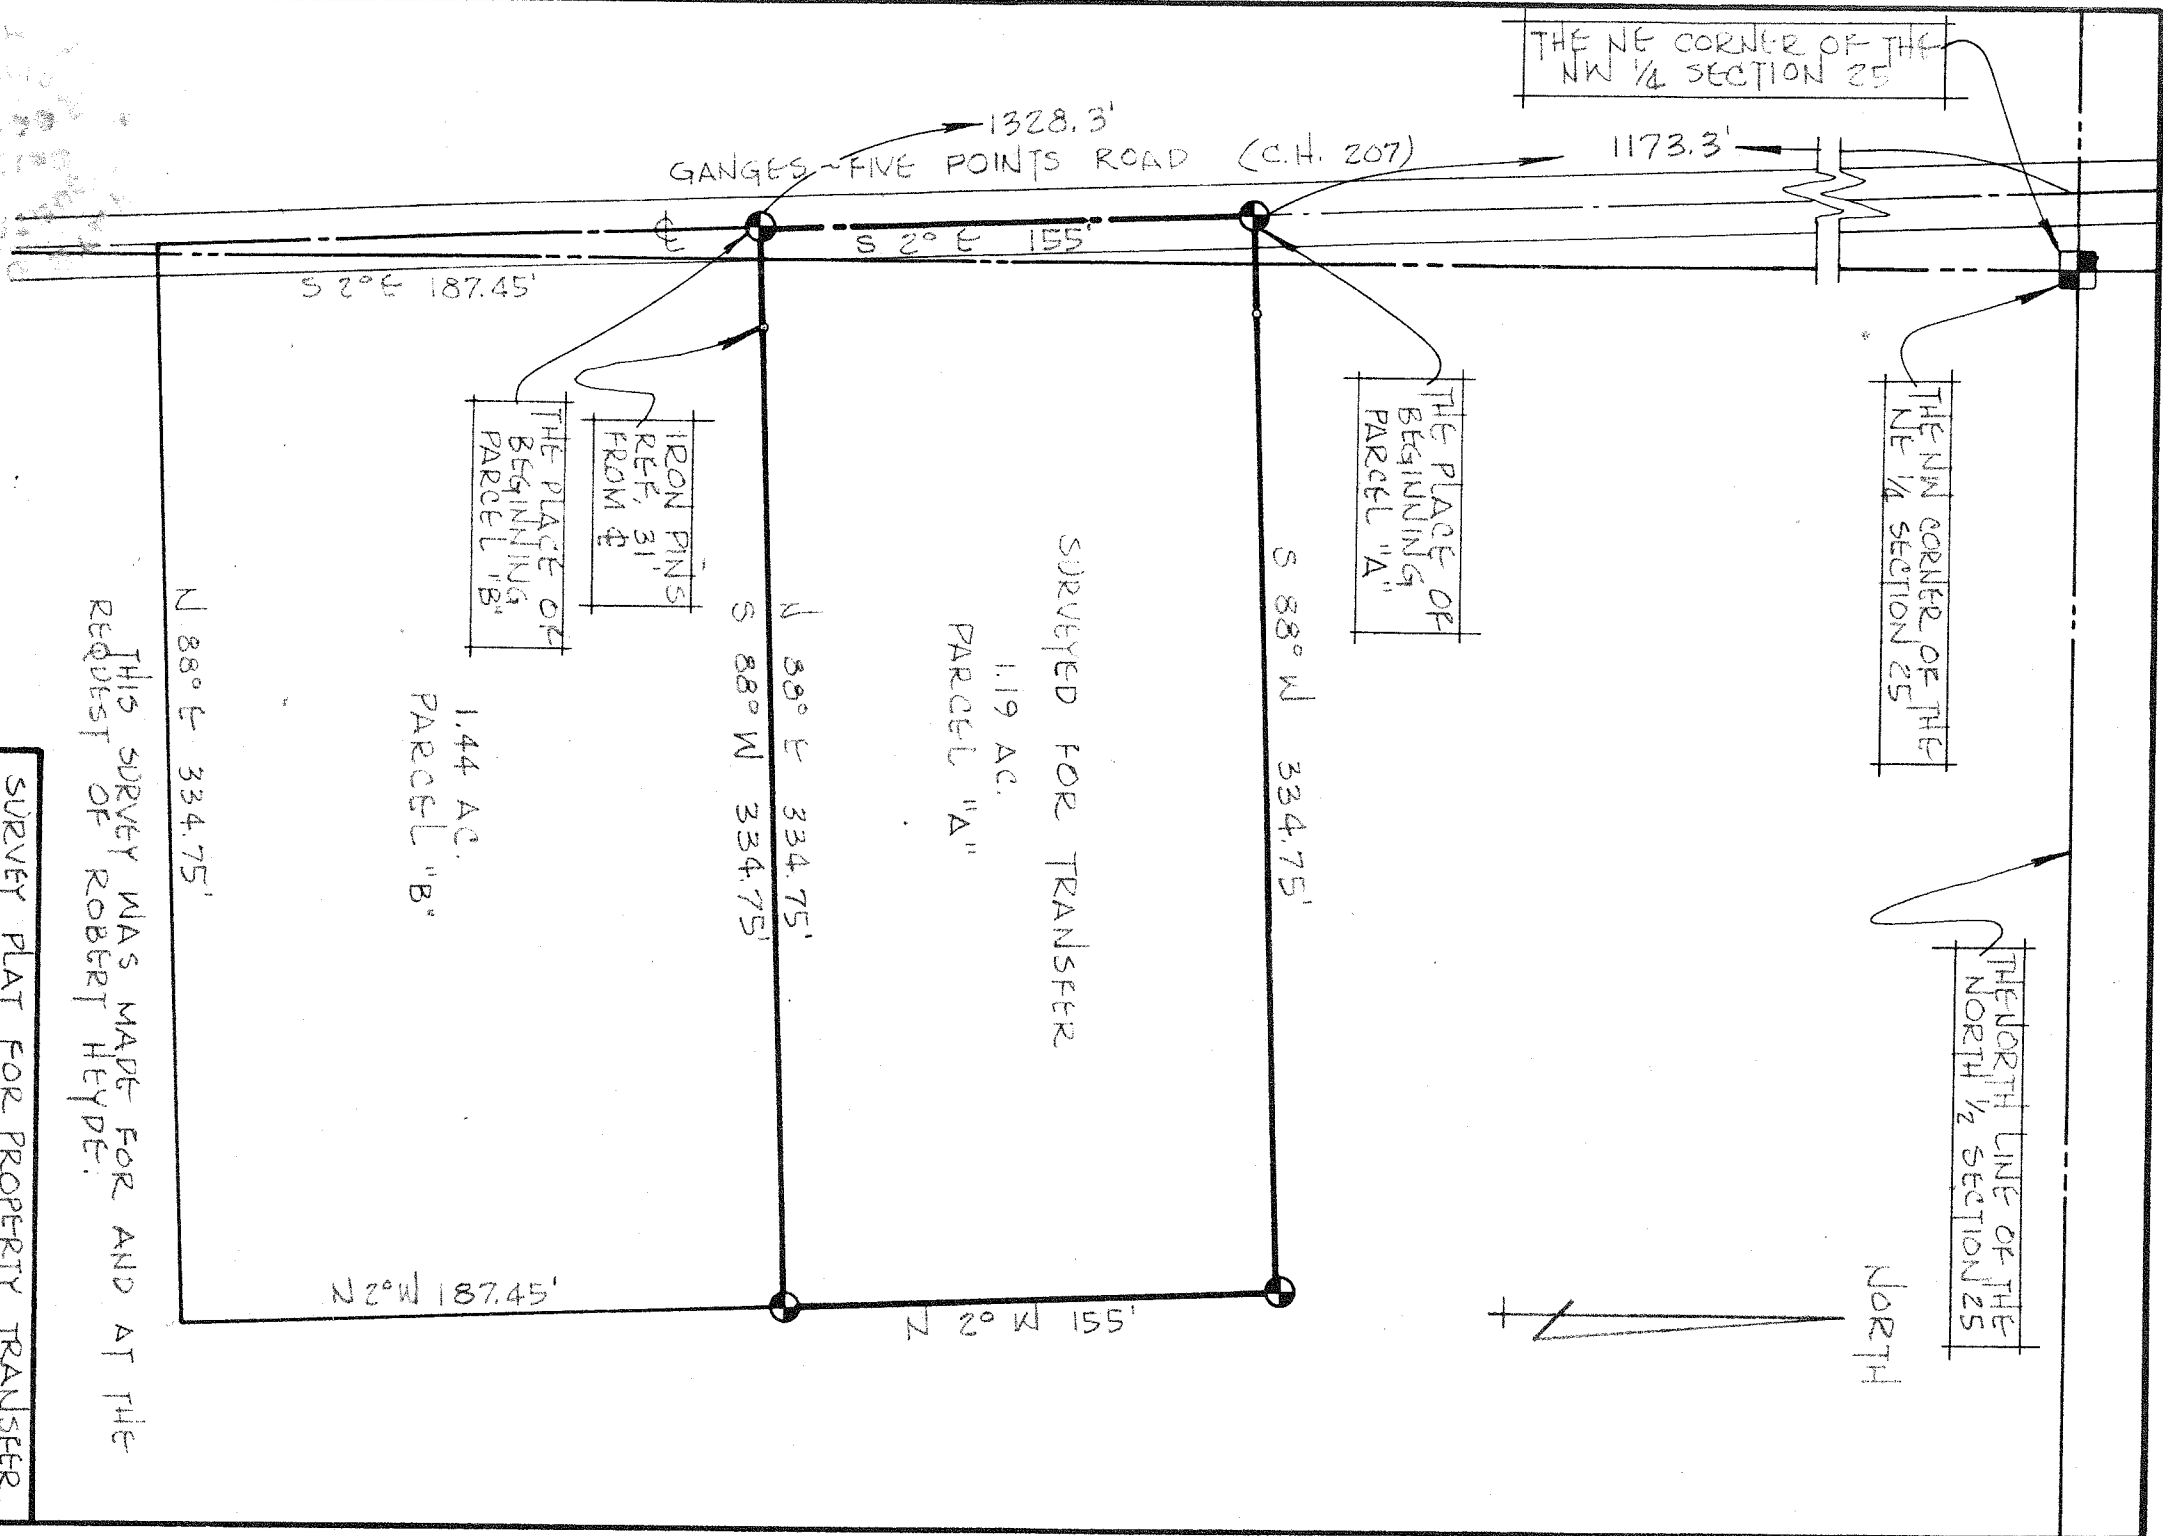 THE NE CORNER OF THE
NW 1/4 SECTION 25
1328.3'
GANGES~FIVE POINTS ROAD (C.H. 207)
1173.3'
℄
S 2° E 155'
S 2° E 187.45'
THE PLACE OF
BEGINNING
PARCEL "B"
IRON PINS
REF. 31'
FROM ℄
THE PLACE OF
BEGINNING
PARCEL "A"
THE NW CORNER OF THE
NE 1/4 SECTION 25
THE NORTH LINE OF THE
NORTH 1/2 SECTION 25
NORTH
S 88° W 334.75'
SURVEYED FOR TRANSFER
1.19 AC.
PARCEL "A"
N 88° E 334.75'
S 88° W 334.75'
1.44 AC.
PARCEL "B"
N 88° E 334.75'
N 2° W 187.45'
N 2° W 155'
THIS SURVEY WAS MADE FOR AND AT THE
REQUEST OF ROBERT HEYDE.
SURVEY PLAT FOR PROPERTY TRANSFER